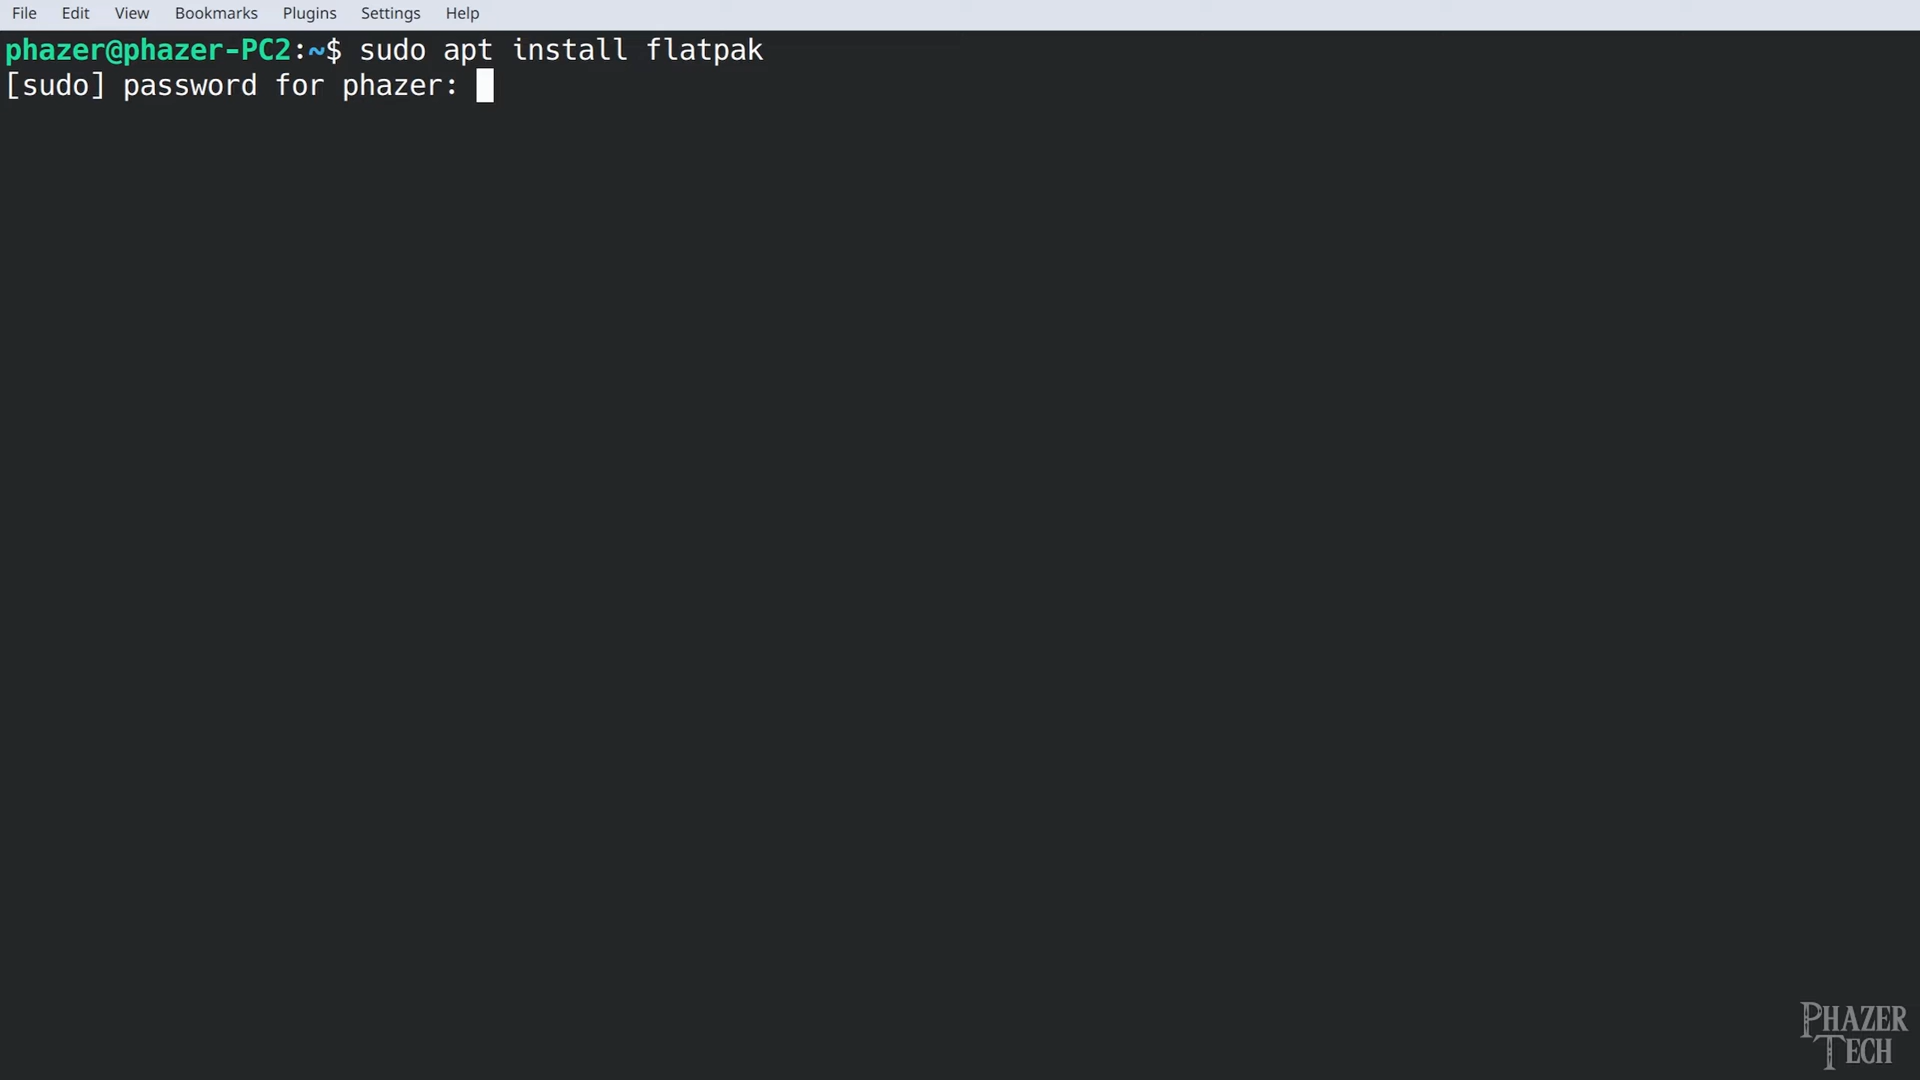 File Edit View Bookmarks Plugins Settings Help
phazer@phazer-PC2:~$ sudo apt install flatpak
[sudo] password for phazer:
PHAZER
TECH